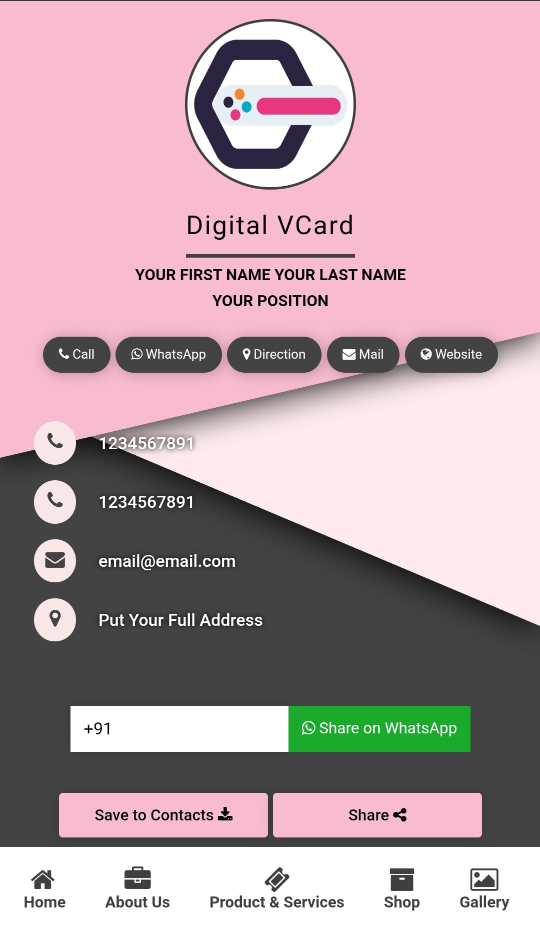 Digital VCard
YOUR FIRST NAME YOUR LAST NAME
YOUR POSITION
Call WhatsApp Direction Mail Website
1234567891
1234567891
email@email.com
Put Your Full Address
+91 Share on WhatsApp
Save to Contacts Share
Home About Us Product & Services Shop Gallery